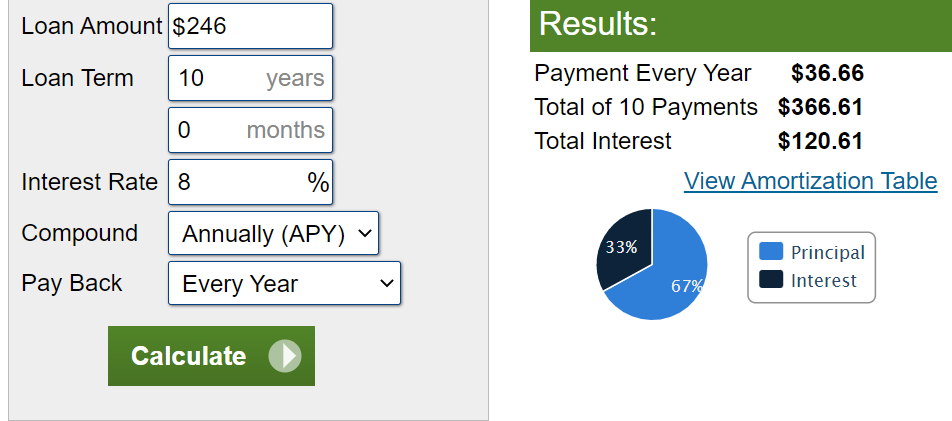 Loan Amount $246
Loan Term 10 years
0 months
Interest Rate 8 %
Compound Annually (APY)
Pay Back Every Year
Calculate
Results:
Payment Every Year $36.66
Total of 10 Payments $366.61
Total Interest $120.61
View Amortization Table
33%
67%
Principal
Interest